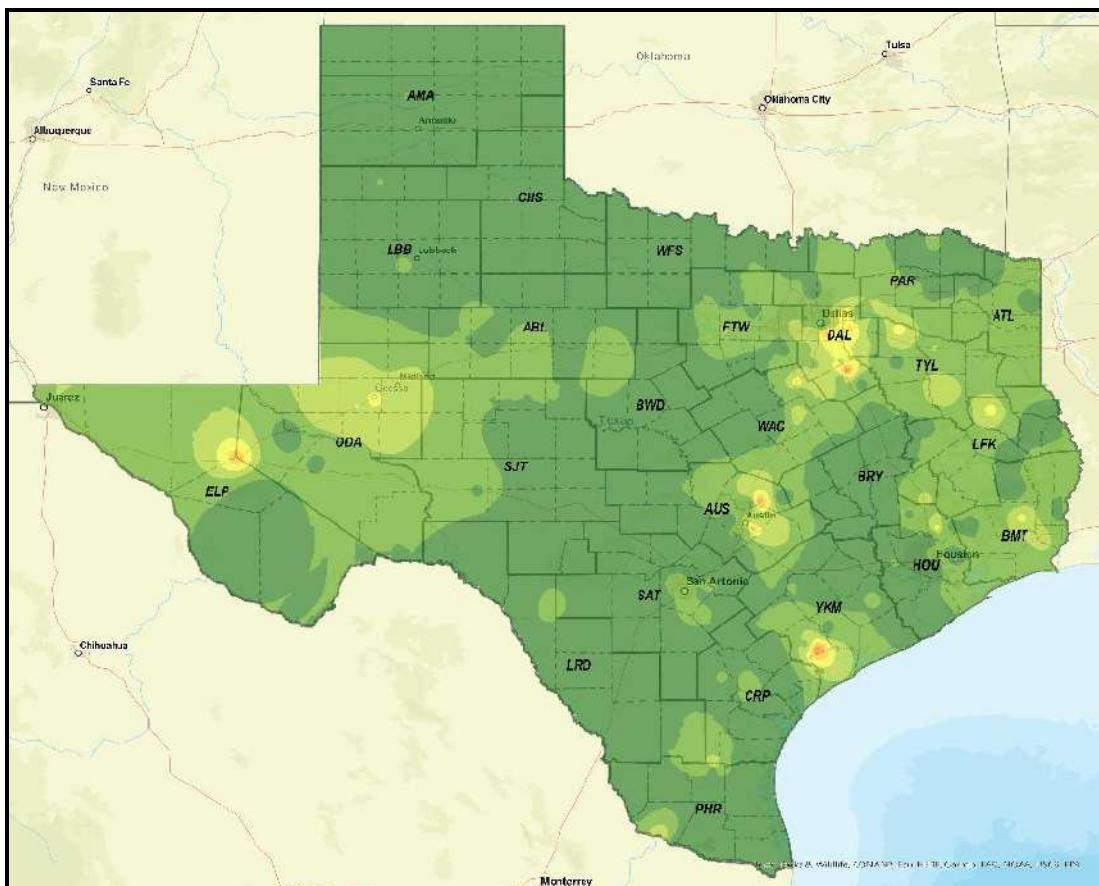 Tulsa
Oklahoma
Santa Fe
AMA
Oklahoma City
Amarillo
Albuquerque
New Mexico
CHS
LBB
Lubbock
WFS
PAR
ATL
Dallas
ABL
FTW
DAL
TYL
Odessa
Juarez
BWD
Texas
WAC
ODA
LFK
SJT
BRY
ELP
AUS
Austin
BMT
Houston
HOU
San Antonio
SAT
YKM
Chihuahua
LRD
CRP
PHR
Monterrey